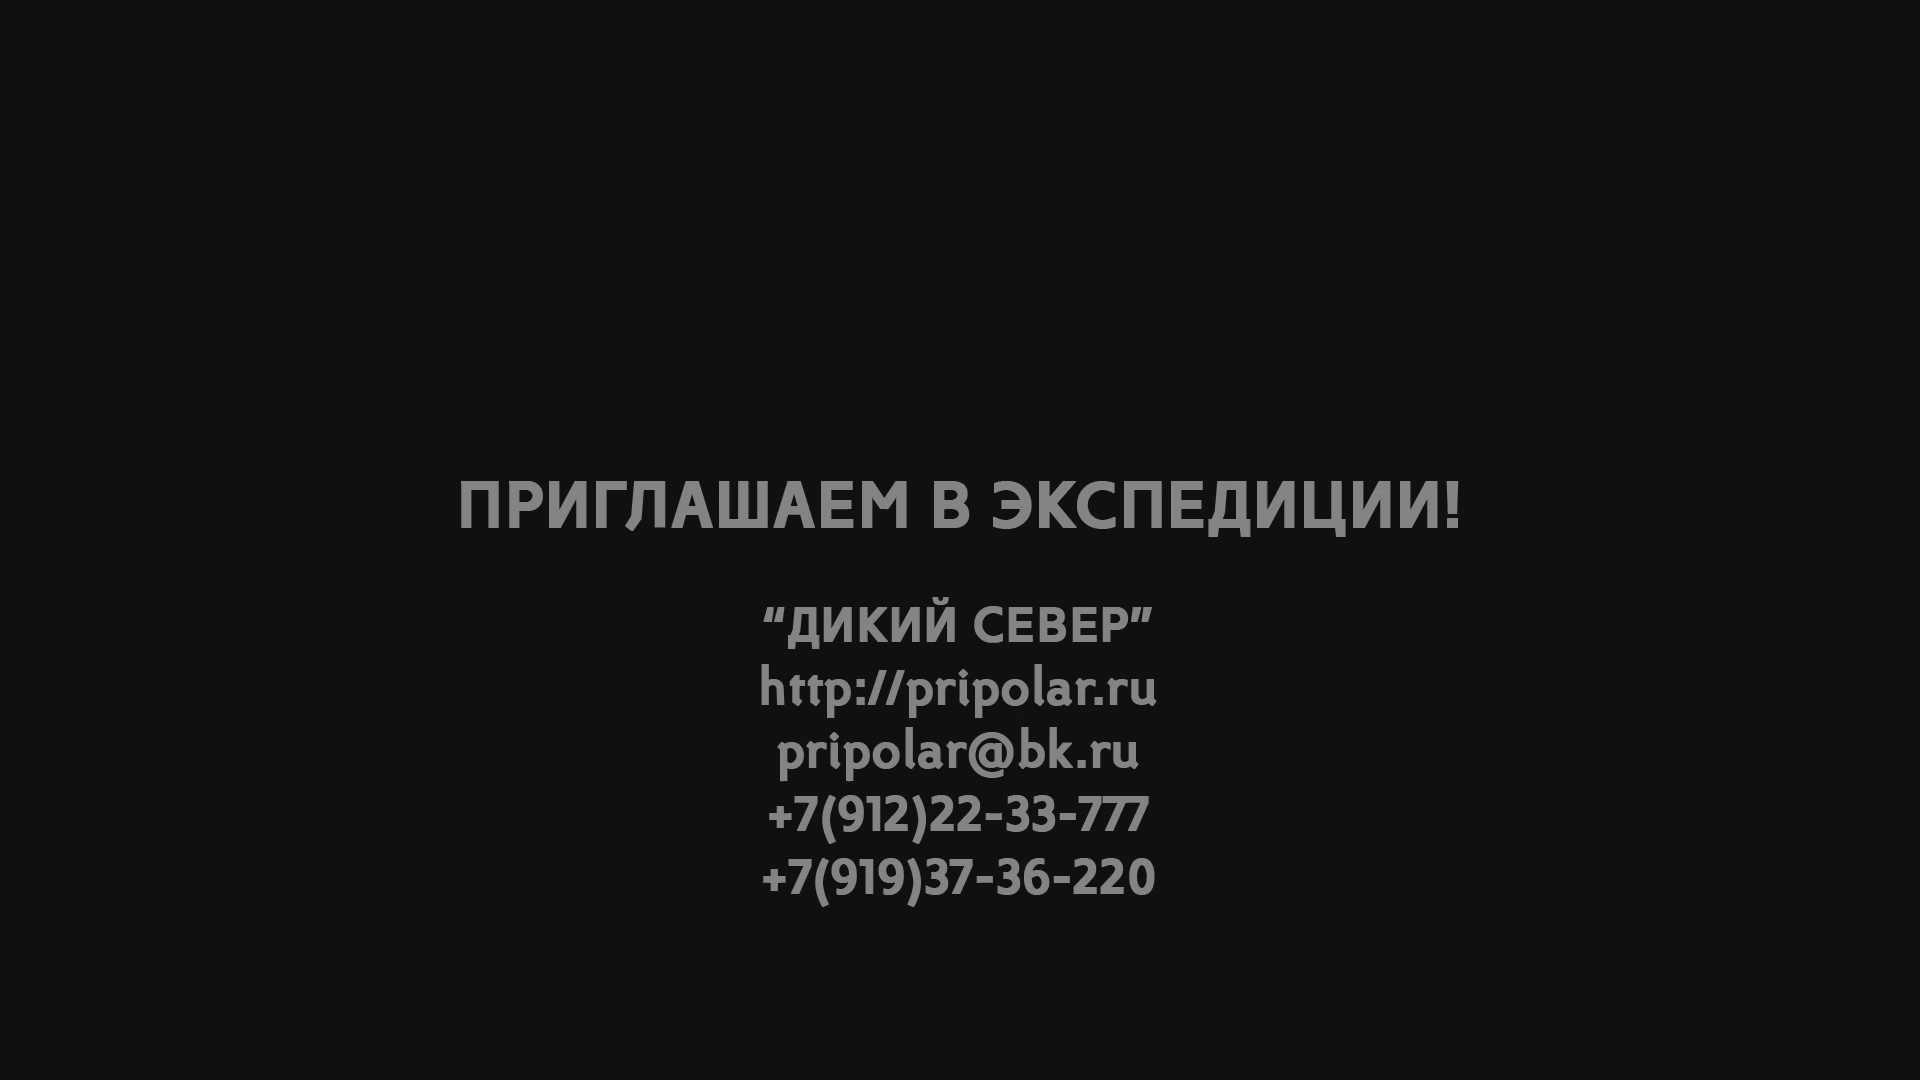 ПРИГЛАШАЕМ В ЭКСПЕДИЦИИ!
“ДИКИЙ СЕВЕР”
http://pripolar.ru
pripolar@bk.ru
+7(912)22-33-777
+7(919)37-36-220